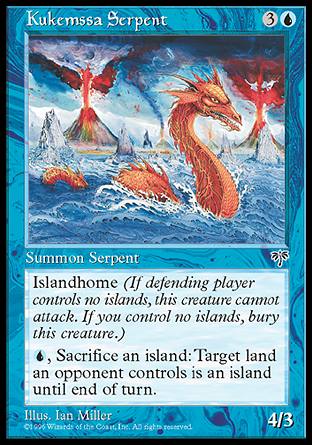 Kukemssa Serpent 3
Summon Serpent
Islandhome (If defending player
controls no islands, this creature cannot
attack. If you control no islands, bury
this creature.)
, Sacrifice an island: Target land
an opponent controls is an island
until end of turn.
Illus. Ian Miller
©1996 Wizards of the Coast, Inc. All rights reserved.
4/3